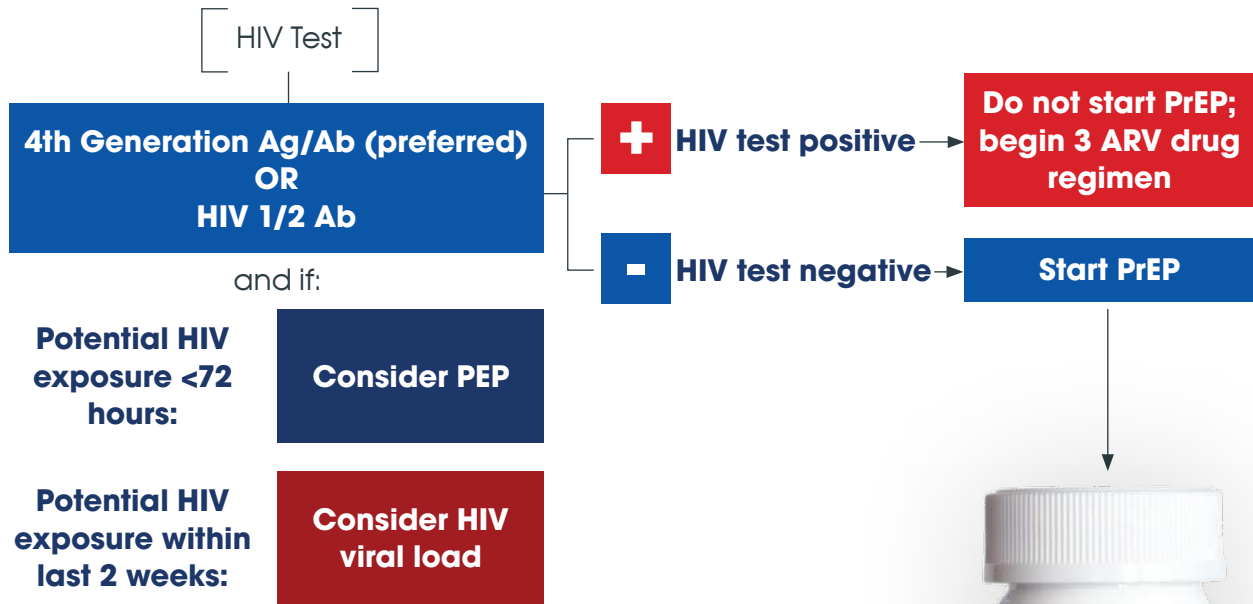 HIV Test
4th Generation Ag/Ab (preferred)
OR
HIV 1/2 Ab
+
HIV test positive
Do not start PrEP;
begin 3 ARV drug
regimen
-
HIV test negative
Start PrEP
and if:
Potential HIV
exposure <72
hours:
Consider PEP
Potential HIV
exposure within
last 2 weeks:
Consider HIV
viral load